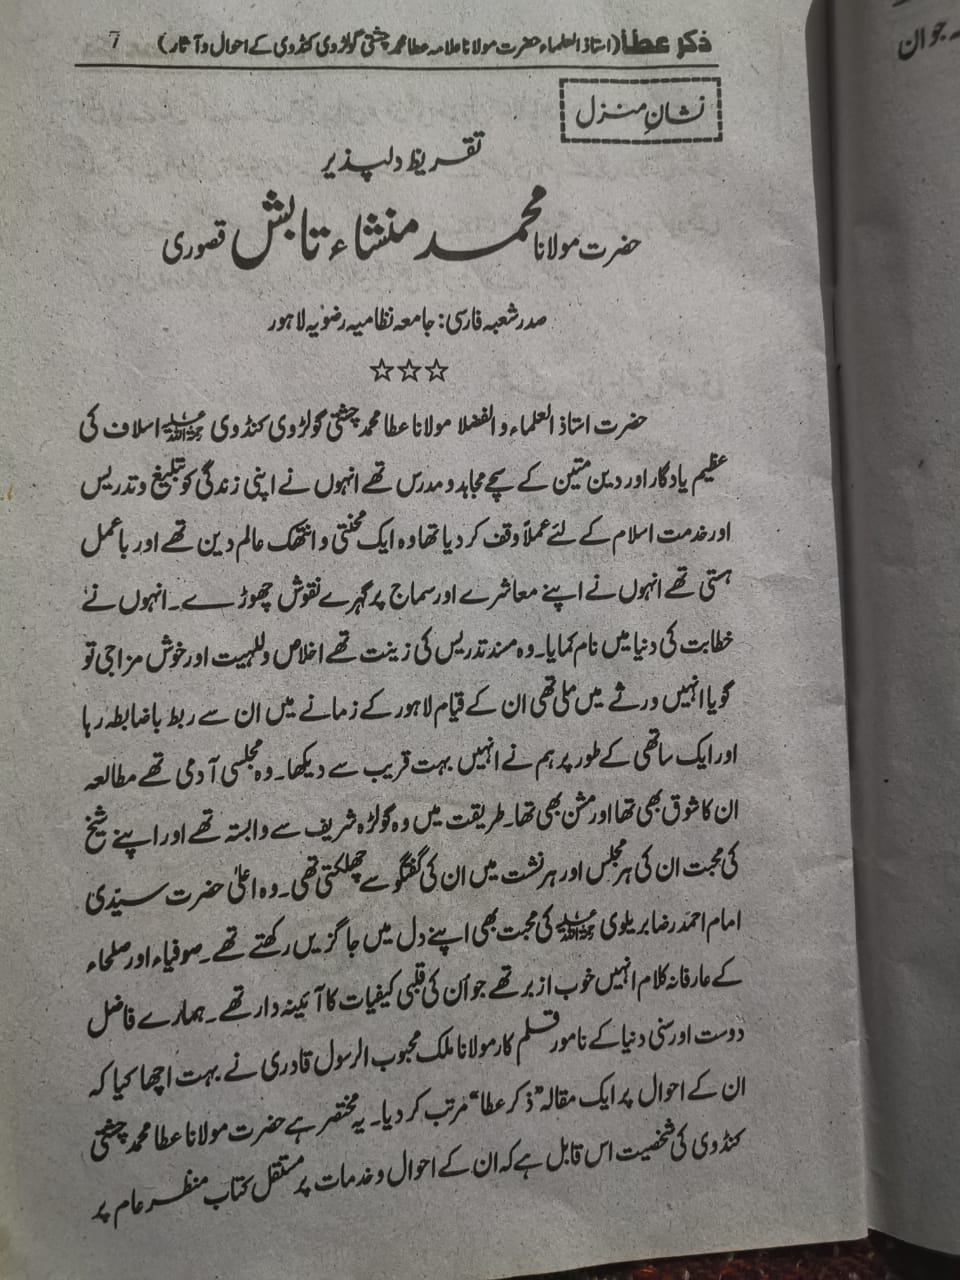 ذکرِ عطا (استاذ العلماء حضرت مولانا علامہ عطا محمد چشتی گولڑوی کنڈوی کے احوال و آثار) 7
نشانِ منزل
تقریظ دلپذیر
حضرت مولانا محمد منشاء تابش قصوری
صدر شعبہ فارسی: جامعہ نظامیہ رضویہ لاہور
☆☆☆
حضرت استاذ العلماء و الفضلا مولانا عطا محمد چشتی گولڑوی کنڈوی رحمۃ اللہ علیہ اسلاف کی
عظیم یادگار اور دین متین کے سچے مجاہد و مدرس تھے انہوں نے اپنی زندگی کو تبلیغ و تدریس
اور خدمت اسلام کے لئے عملاً وقف کر دیا تھا وہ ایک محنتی و انتھک عالم دین تھے اور باعمل
ہستی تھے انہوں نے اپنے معاشرے اور سماج پر گہرے نقوش چھوڑے۔ انہوں نے
خطابت کی دنیا میں نام کمایا۔ وہ مسند تدریس کی زینت تھے اخلاص و للہیت اور خوش مزاجی تو
گویا انہیں ورثے میں ملی تھی ان کے قیام لاہور کے زمانے میں ان سے ربط باضابطہ رہا
اور ایک ساتھی کے طور پر ہم نے انہیں بہت قریب سے دیکھا۔ وہ مجلسی آدمی تھے مطالعہ
ان کا شوق بھی تھا اور مشن بھی تھا۔ طریقت میں وہ گولڑہ شریف سے وابستہ تھے اور اپنے شیخ
کی محبت ان کی ہر مجلس اور ہر نشت میں ان کی گفتگو سے چھلکتی تھی۔ وہ اعلیٰ حضرت سیّدی
امام احمد رضا بریلوی رحمۃ اللہ علیہ کی محبت بھی اپنے دل میں جاگزیں رکھتے تھے۔ صوفیاء اور صلحاء
کے عارفانہ کلام انہیں خوب ازبر تھے جو اُن کی قلبی کیفیات کا آئینہ دار تھے۔ ہمارے فاضل
دوست اور سنی دنیا کے نامور قلم کار مولانا ملک محبوب الرسول قادری نے بہت اچھا کیا کہ
ان کے احوال پر ایک مقالہ ”ذکر عطا“ مرتب کر دیا۔ یہ مختصر ہے حضرت مولانا عطا محمد چشتی
کنڈوی کی شخصیت اس قابل ہے کہ ان کے احوال و خدمات پر مستقل کتاب منظر عام پر
جوان